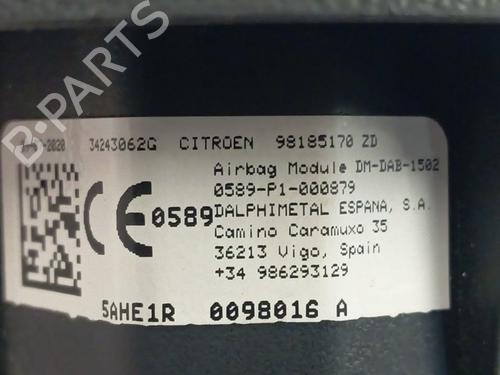 34243062G CITROEN 98185170 ZD
Airbag Module DM-DAB-1502
0589-P1-000879
CE 0589
DALPHIMETAL ESPANA, S.A.
Camino Caramuxo 35
36213 Vigo, Spain
+34 986293129
5AHE1R 0098016 A